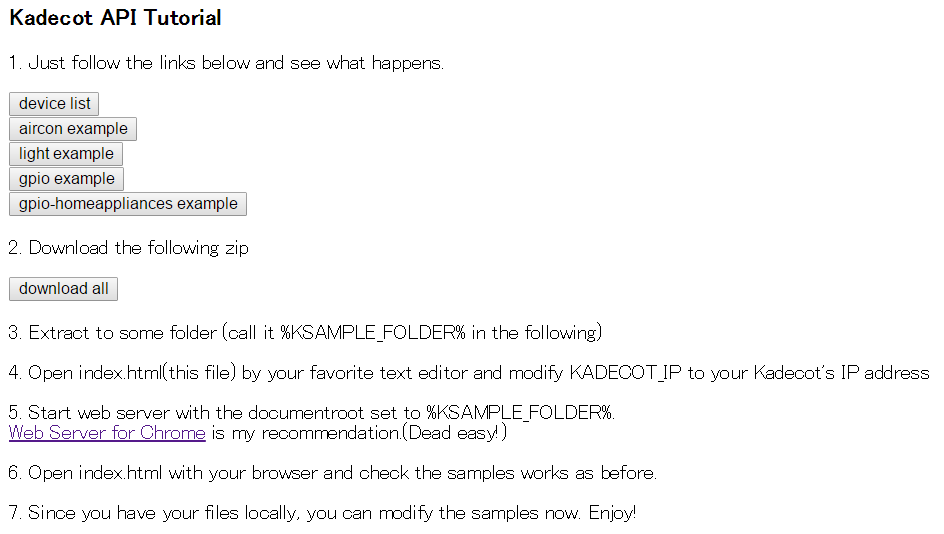 Kadecot API Tutorial
1. Just follow the links below and see what happens.
device list
aircon example
light example
gpio example
gpio-homeappliances example
2. Download the following zip
download all
3. Extract to some folder (call it %KSAMPLE_FOLDER% in the following)
4. Open index.html(this file) by your favorite text editor and modify KADECOT_IP to your Kadecot's IP address
5. Start web server with the documentroot set to %KSAMPLE_FOLDER%.
Web Server for Chrome is my recommendation.(Dead easy!)
6. Open index.html with your browser and check the samples works as before.
7. Since you have your files locally, you can modify the samples now. Enjoy!